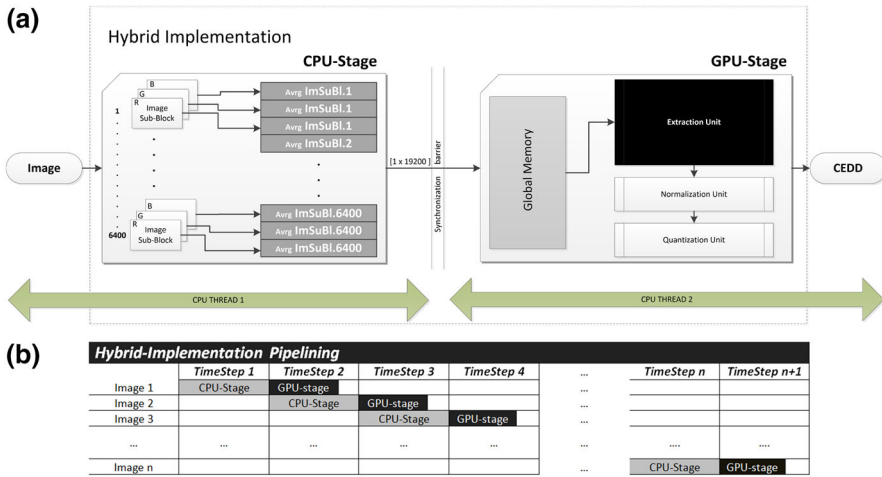 (a)
Hybrid Implementation
CPU-Stage
GPU-Stage
B
G
R
Image
Sub-Block
1
Avrg ImSuBl.1
Avrg ImSuBl.1
Avrg ImSuBl.1
Avrg ImSuBl.2
Image
[1 x 19200 ]
Synchronization barrier
Global Memory
Extraction Unit
Normalization Unit
Quantization Unit
CEDD
B
G
R
Image
Sub-Block
6400
Avrg ImSuBl.6400
Avrg ImSuBl.6400
Avrg ImSuBl.6400
CPU THREAD 1
CPU THREAD 2
(b)
Hybrid-Implementation Pipelining
TimeStep 1 TimeStep 2 TimeStep 3 TimeStep 4 ... TimeStep n TimeStep n+1
Image 1 CPU-Stage GPU-stage ...
Image 2 CPU-Stage GPU-stage ...
Image 3 CPU-Stage GPU-stage ...
... ... ... ... ... ... .... ....
Image n ... CPU-Stage GPU-stage